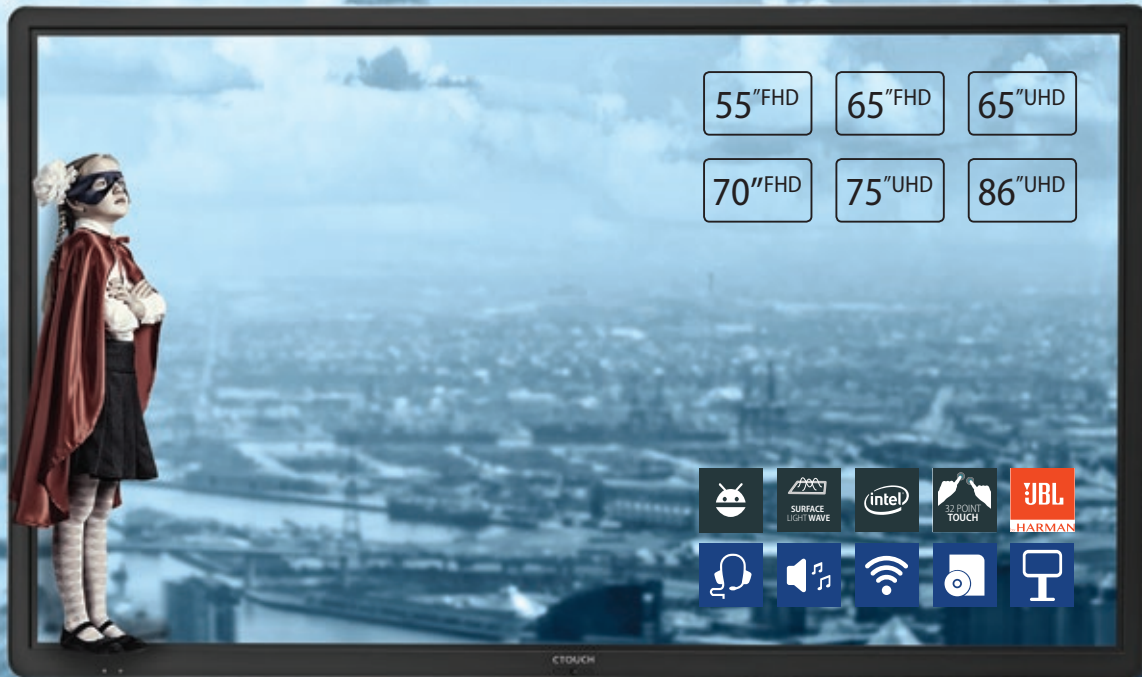 55″FHD
65″FHD
65″UHD
70″FHD
75″UHD
86″UHD
SURFACE
LIGHT WAVE
intel
32 POINT
TOUCH
JBL
HARMAN
CTOUCH